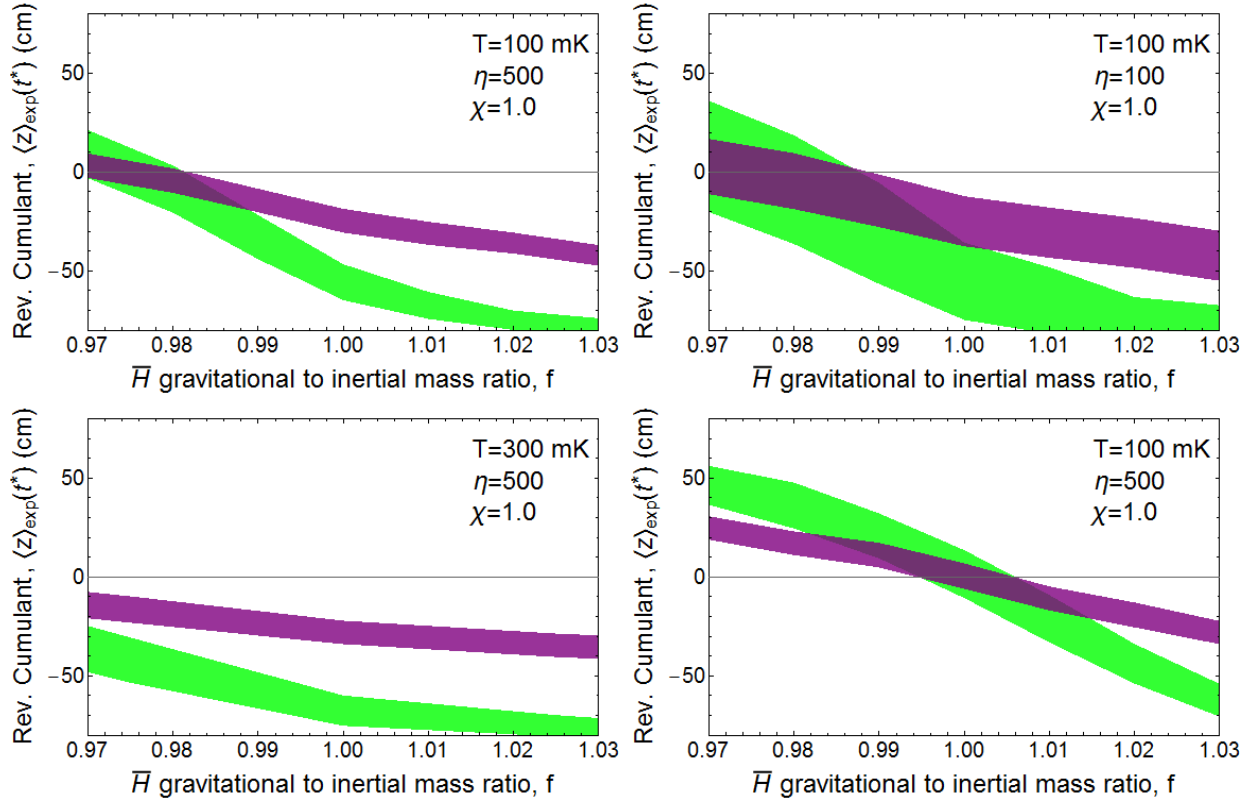 Rev. Cumulant , ⟨z⟩exp(t*) (cm)
50
0
−50
T=100 mK
η=500
χ=1.0
0.97 0.98 0.99 1.00 1.01 1.02 1.03
H̅ gravitational to inertial mass ratio, f
Rev. Cumulant , ⟨z⟩exp(t*) (cm)
50
0
−50
T=100 mK
η=100
χ=1.0
0.97 0.98 0.99 1.00 1.01 1.02 1.03
H̅ gravitational to inertial mass ratio, f
Rev. Cumulant , ⟨z⟩exp(t*) (cm)
50
0
−50
T=300 mK
η=500
χ=1.0
0.97 0.98 0.99 1.00 1.01 1.02 1.03
H̅ gravitational to inertial mass ratio, f
Rev. Cumulant , ⟨z⟩exp(t*) (cm)
50
0
−50
T=100 mK
η=500
χ=1.0
0.97 0.98 0.99 1.00 1.01 1.02 1.03
H̅ gravitational to inertial mass ratio, f